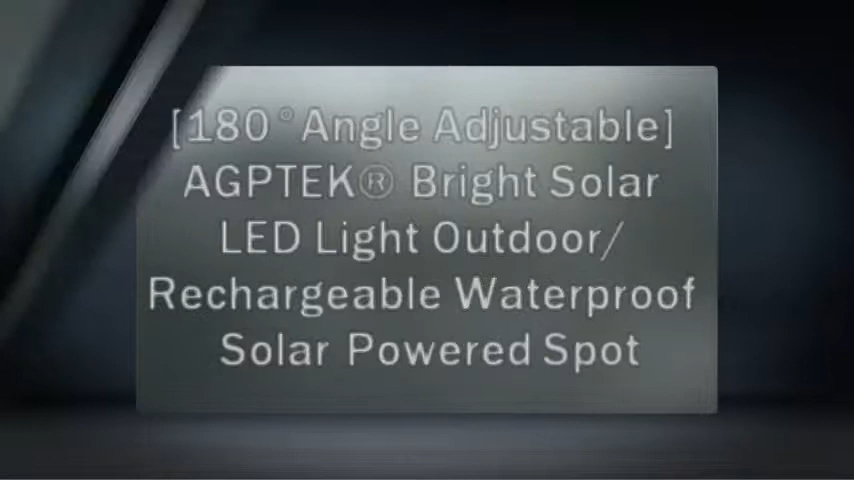 [180°Angle Adjustable]
AGPTEK® Bright Solar
LED Light Outdoor/
Rechargeable Waterproof
Solar Powered Spot